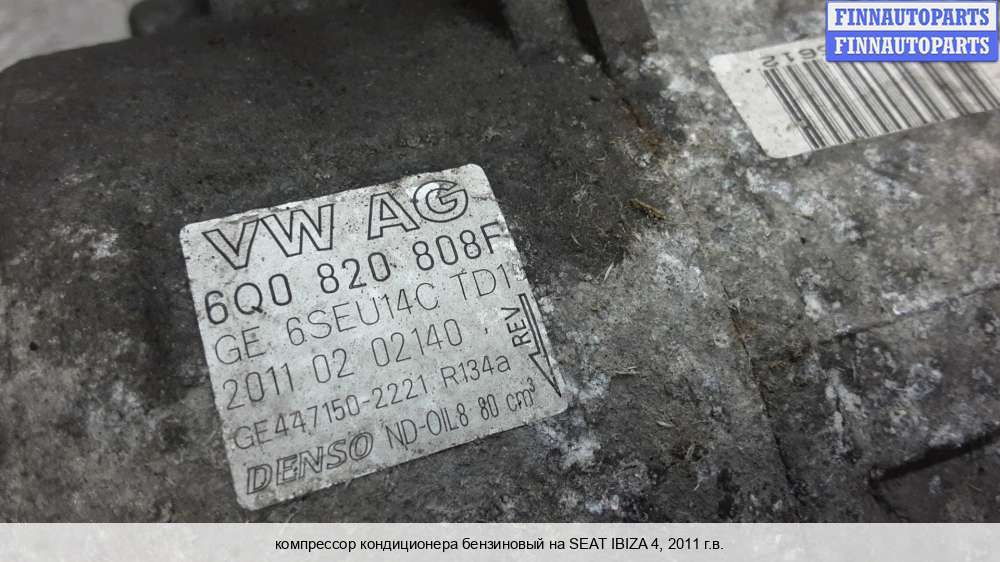 FINNAUTOPARTS
FINNAUTOPARTS
VW AG
6Q0 820 808F
GE 6SEU14C
2011 02 02140
REV
GE447150-2221 R134a
DENSO ND-OIL8 80 cm³
компрессор кондиционера бензиновый на SEAT IBIZA 4, 2011 г.в.